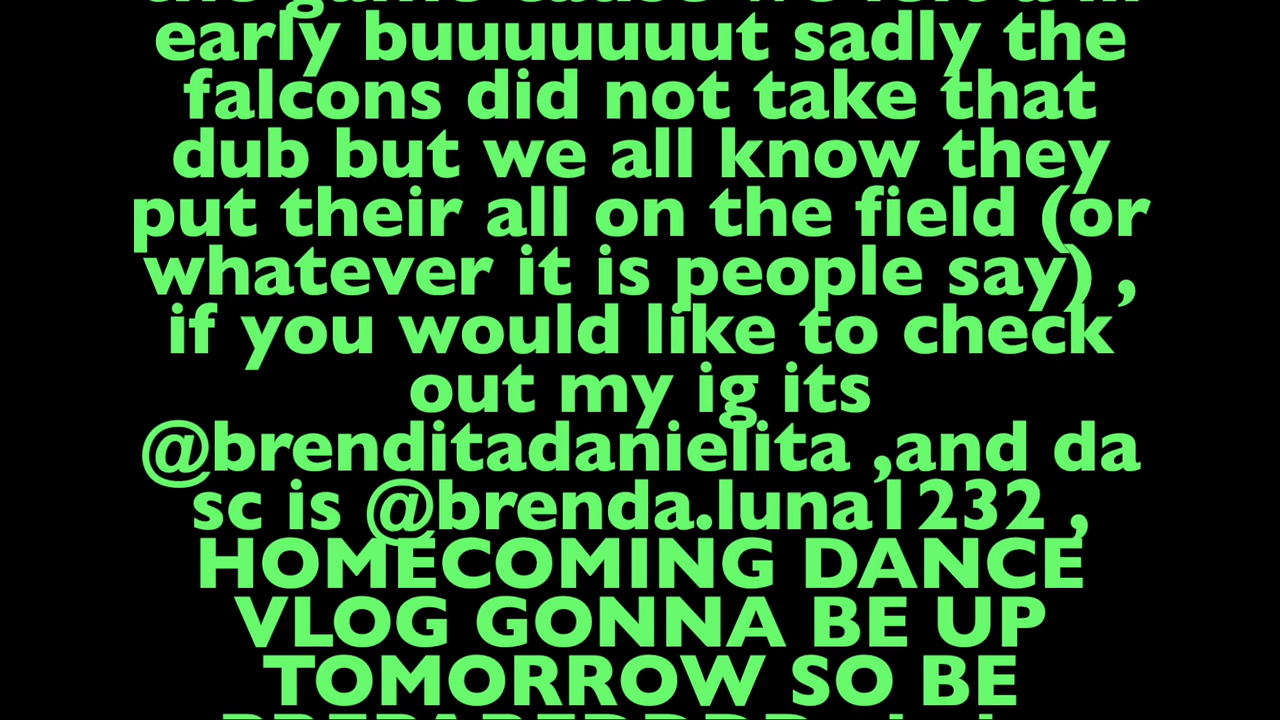 early buuuuuuut sadly the
falcons did not take that
dub but we all know they
put their all on the field (or
whatever it is people say) ,
if you would like to check
out my ig its
@brenditadanielita ,and da
sc is @brenda.luna1232 ,
HOMECOMING DANCE
VLOG GONNA BE UP
TOMORROW SO BE